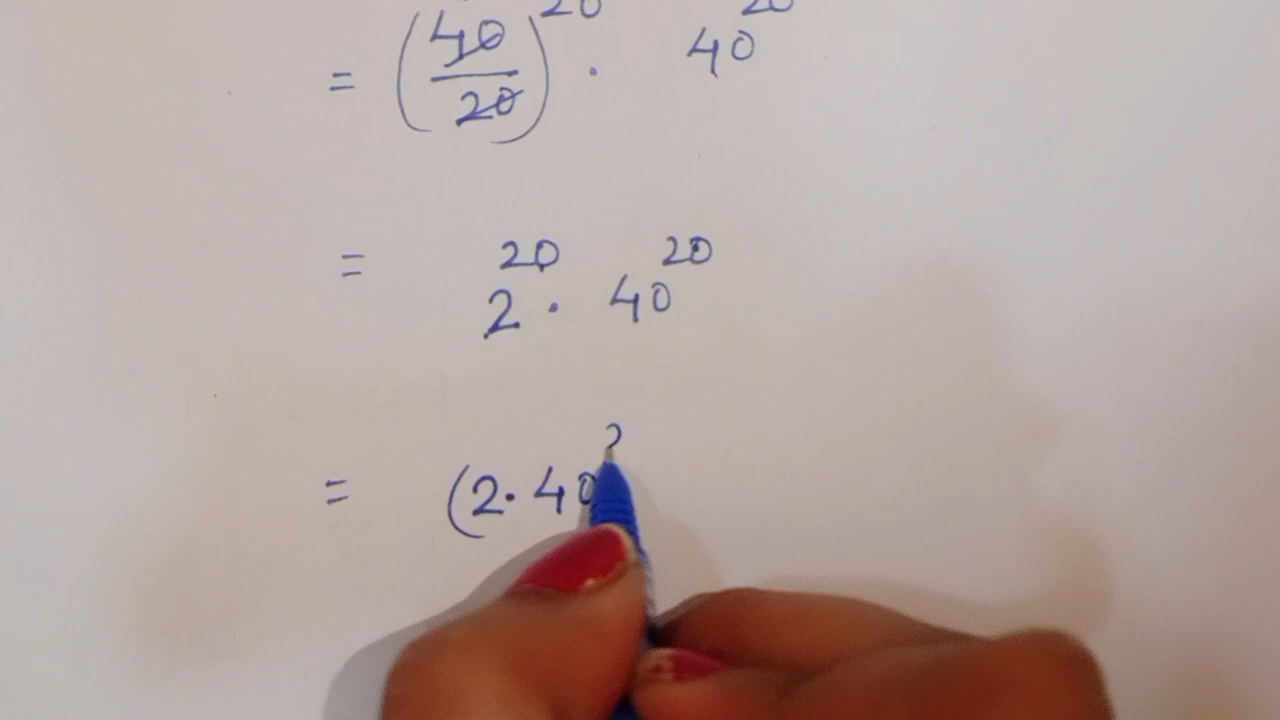 = (40/20)^20 · 40^20
= 2^20 · 40^20
= (2·40)